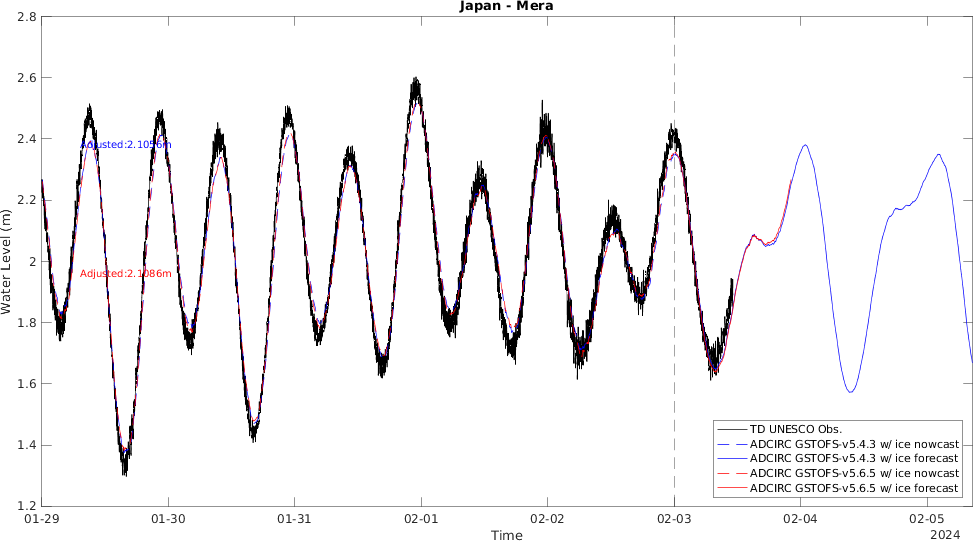 Japan - Mera
2.8
2.6
2.4
2.2
2
1.8
1.6
1.4
1.2
Water Level (m)
Adjusted:2.1056m
Adjusted:2.1086m
TD UNESCO Obs.
ADCIRC GSTOFS-v5.4.3 w/ ice nowcast
ADCIRC GSTOFS-v5.4.3 w/ ice forecast
ADCIRC GSTOFS-v5.6.5 w/ ice nowcast
ADCIRC GSTOFS-v5.6.5 w/ ice forecast
01-29 01-30 01-31 02-01 02-02 02-03 02-04 02-05
Time
2024